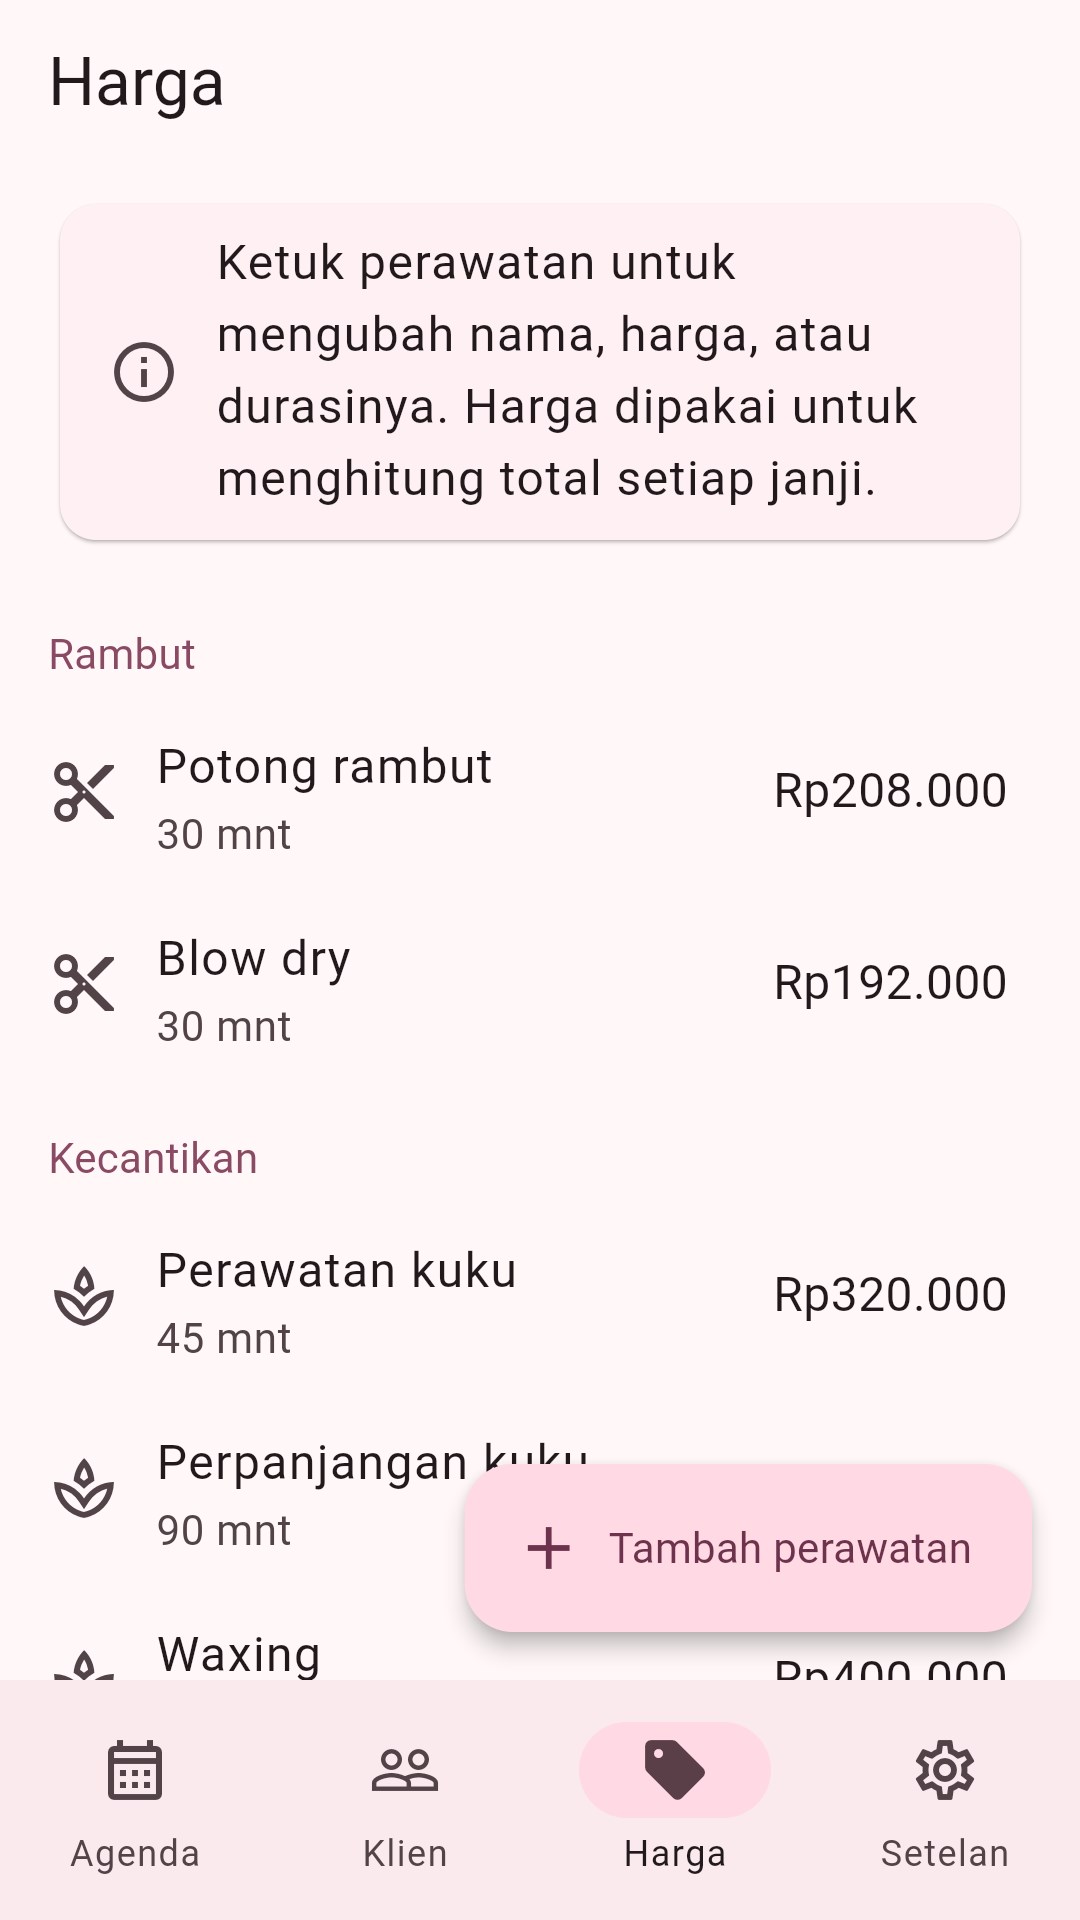 Harga
Ketuk perawatan untuk
mengubah nama, harga, atau
durasinya. Harga dipakai untuk
menghitung total setiap janji.
Rambut
Potong rambut
30 mnt
Rp208.000
Blow dry
30 mnt
Rp192.000
Kecantikan
Perawatan kuku
45 mnt
Rp320.000
Perpanjangan kuku
90 mnt
Tambah perawatan
Waxing
Rp400.000
Agenda
Klien
Harga
Setelan